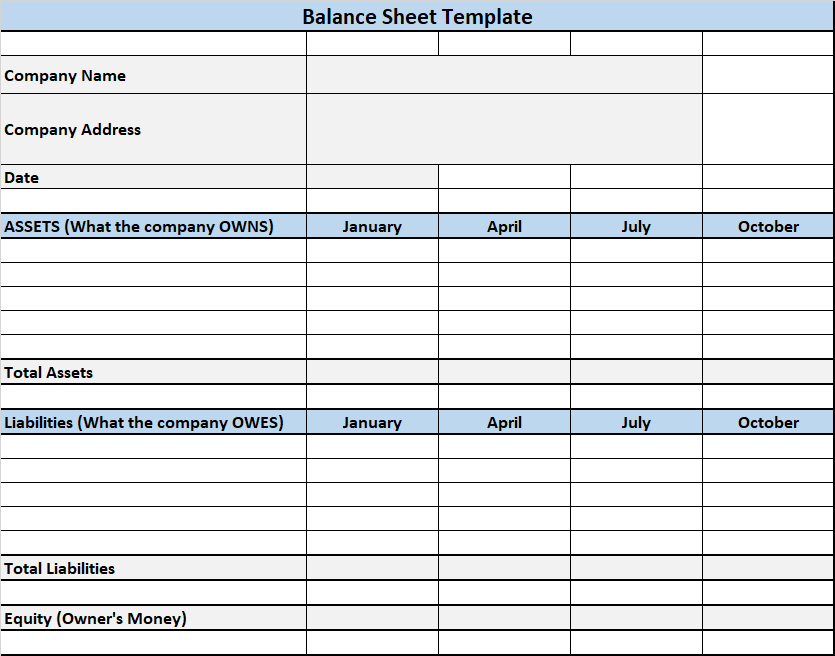 Balance Sheet Template
Company Name
Company Address
Date
ASSETS (What the company OWNS) January April July October
Total Assets
Liabilities (What the company OWES) January April July October
Total Liabilities
Equity (Owner's Money)